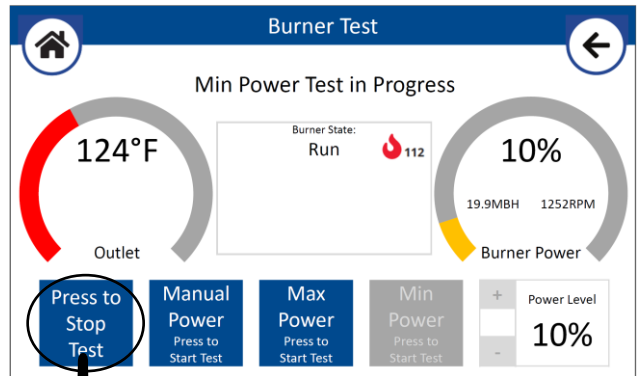 Burner Test
Min Power Test in Progress
124°F
Outlet
Burner State:
Run
112
10%
19.9MBH 1252RPM
Burner Power
Press to
Stop
Test
Manual
Power
Press to
Start Test
Max
Power
Press to
Start Test
Min
Power
Press to
Start Test
+
-
Power Level
10%